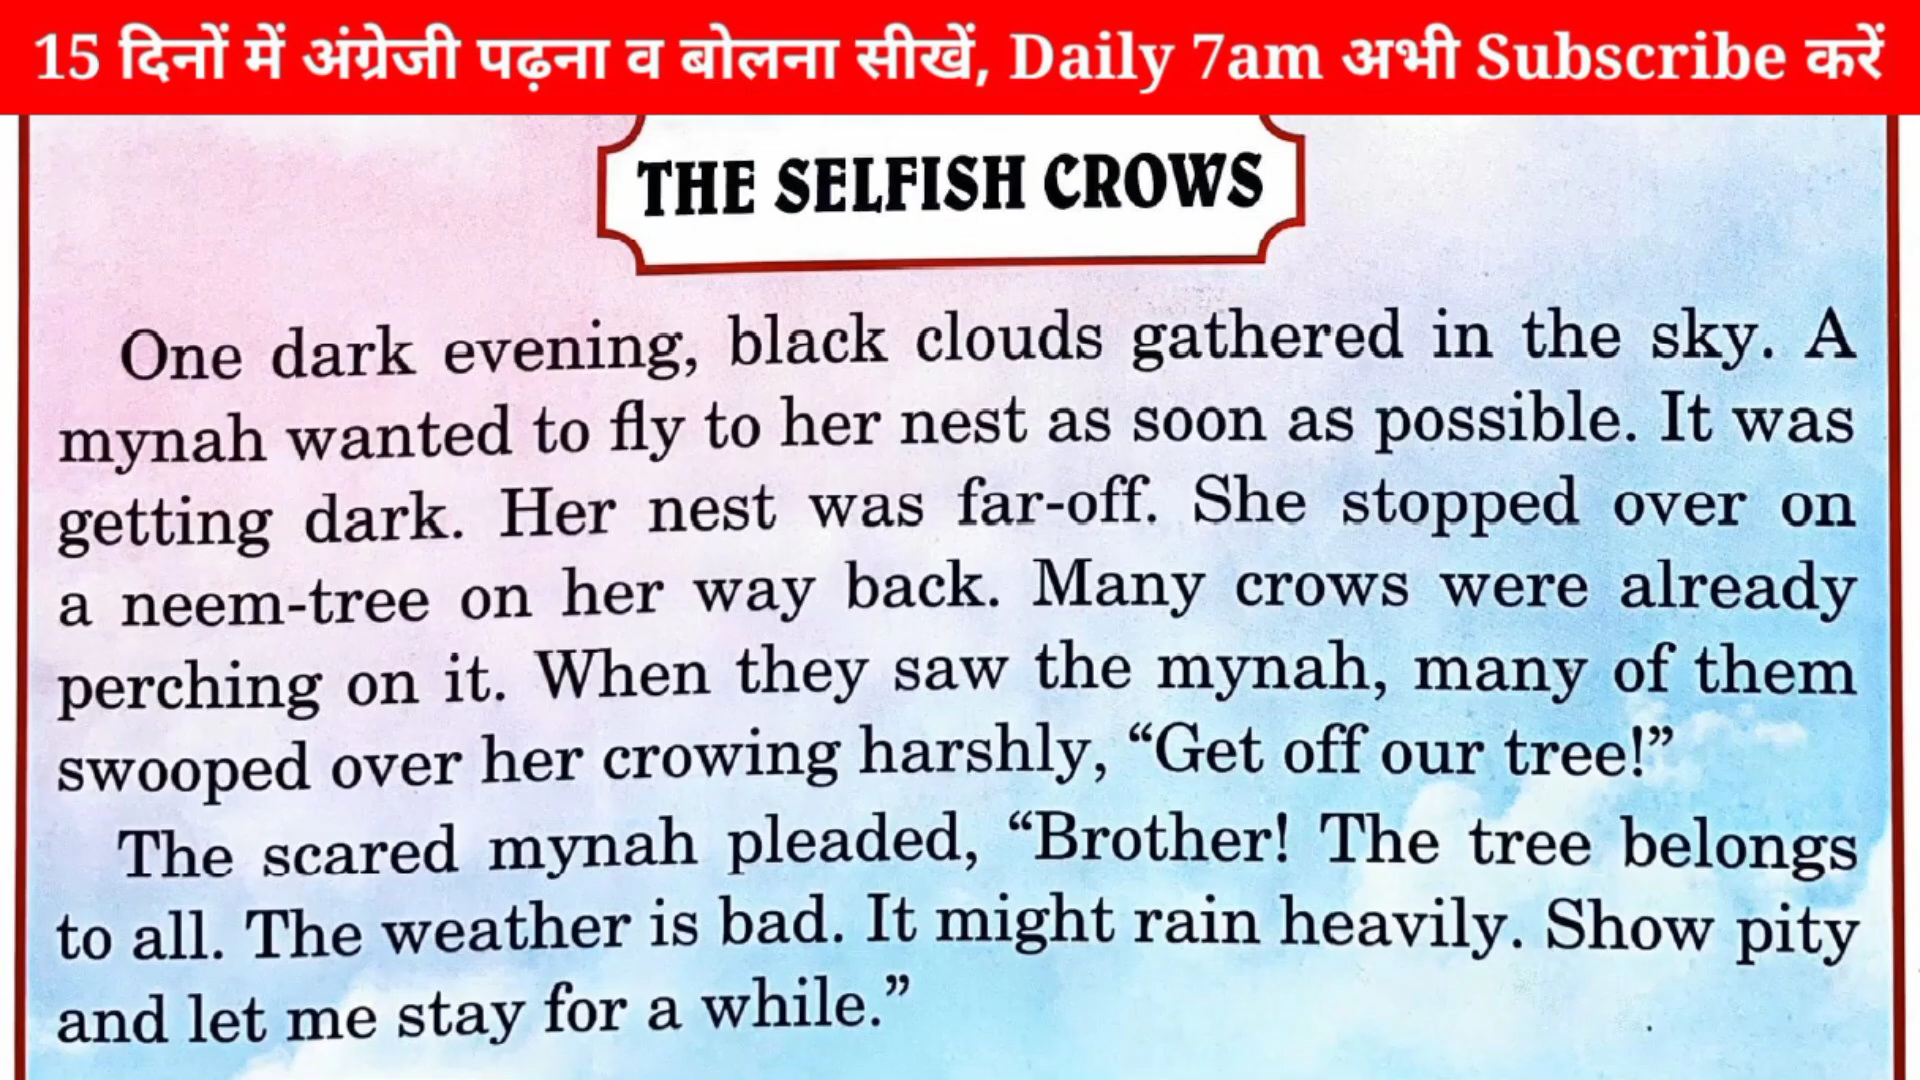 15 दिनों में अंग्रेजी पढ़ना व बोलना सीखें, Daily 7am अभी Subscribe करें
THE SELFISH CROWS
One dark evening, black clouds gathered in the sky. A
mynah wanted to fly to her nest as soon as possible. It was
getting dark. Her nest was far-off. She stopped over on
a neem-tree on her way back. Many crows were already
perching on it. When they saw the mynah, many of them
swooped over her crowing harshly, “Get off our tree!”
The scared mynah pleaded, “Brother! The tree belongs
to all. The weather is bad. It might rain heavily. Show pity
and let me stay for a while.”